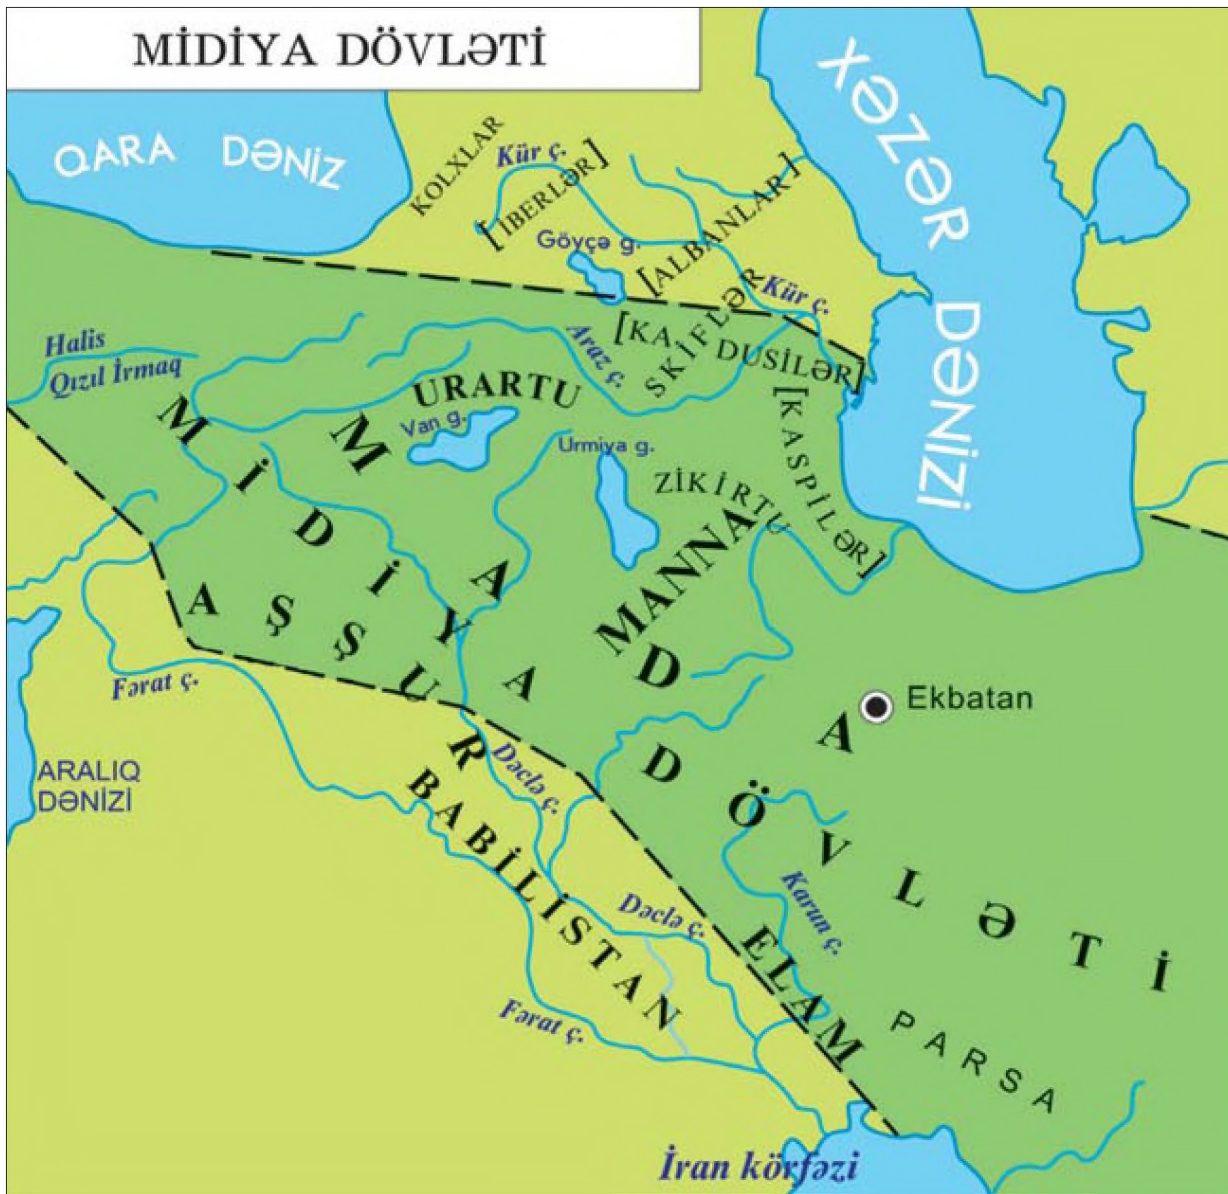 MİDİYA DÖVLƏTİ
QARA DƏNİZ
XƏZƏR DƏNİZİ
KOLXLAR
Kür ç.
[İBERLƏR]
Göyçə g.
[ALBANLAR]
Kür ç.
SKİFLƏR
[KADUSİLƏR]
Araz ç.
Halis
Qızıl İrmaq
URARTU
Van g.
Urmiya g.
[KASPİLƏR]
ZİKİRTU
MANNA
MADA
MİDİYA DÖVLƏTİ
AŞŞUR
Ekbatan
Fərat ç.
ARALIQ
DƏNİZİ
Dəclə ç.
BABİLİSTAN
Dəclə ç.
Karun ç.
ELAM
Fərat ç.
PARSA
İran körfəzi